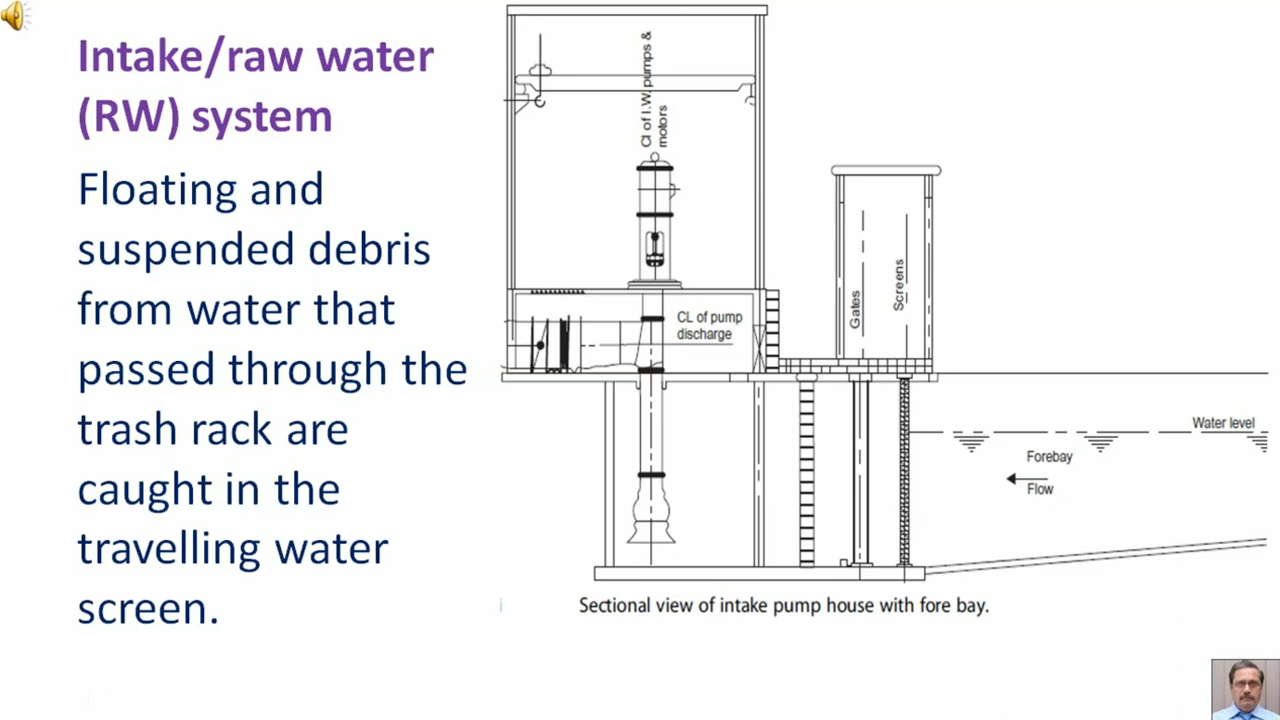 Intake/raw water
(RW) system
Floating and
suspended debris
from water that
passed through the
trash rack are
caught in the
travelling water
screen.
Cl of I.W. pumps &
motors
CL of pump
discharge
Gates
Screens
Water level
Forebay
Flow
Sectional view of intake pump house with fore bay.